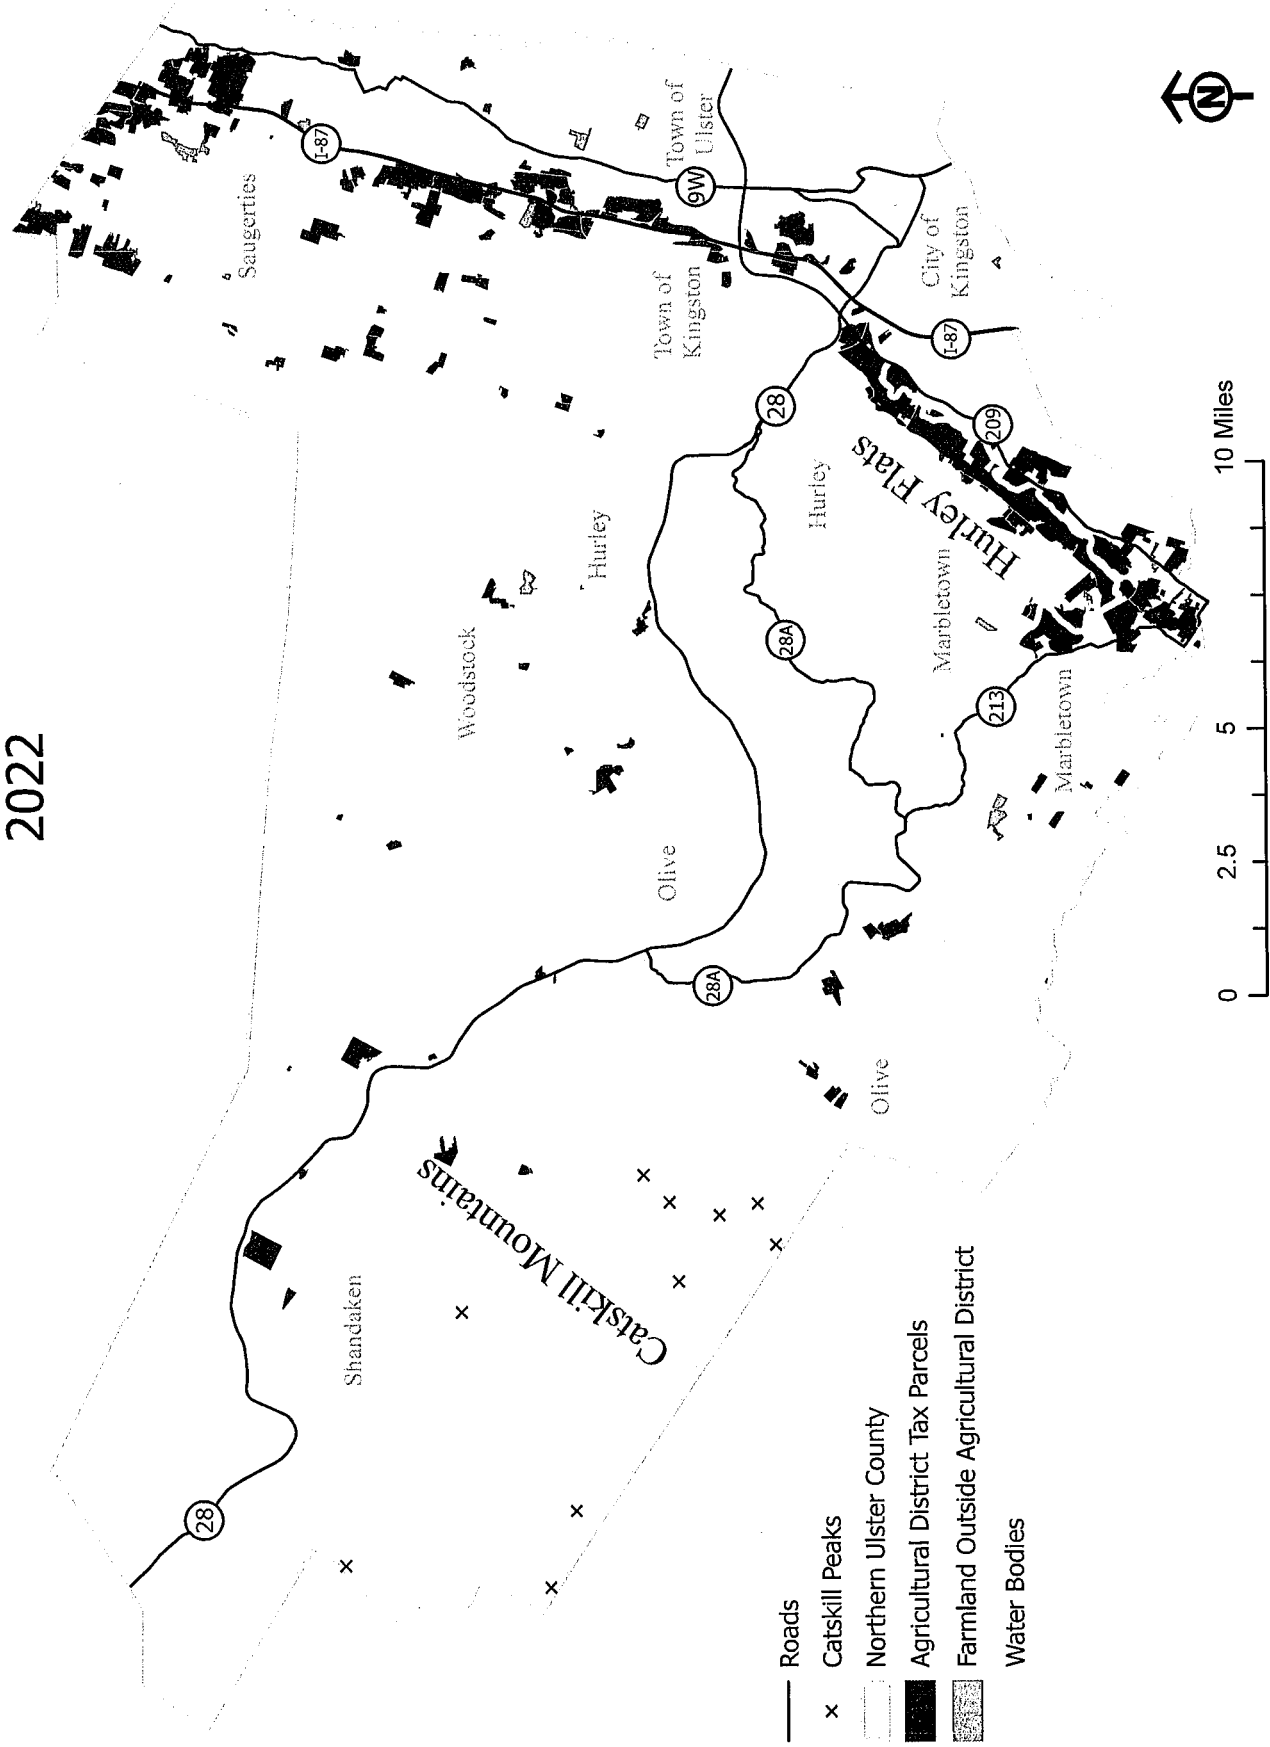 2022
Saugerties
I-87
Town of
Ulster
9W
Town of
Kingston
City of
Kingston
I-87
28
209
Hurley Flats
Hurley
Hurley
Woodstock
28A
Marbletown
213
Marbletown
Olive
28A
Olive
Catskill Mountains
Shandaken
28
N
Roads
Catskill Peaks
Northern Ulster County
Agricultural District Tax Parcels
Farmland Outside Agricultural District
Water Bodies
0 2.5 5 10 Miles